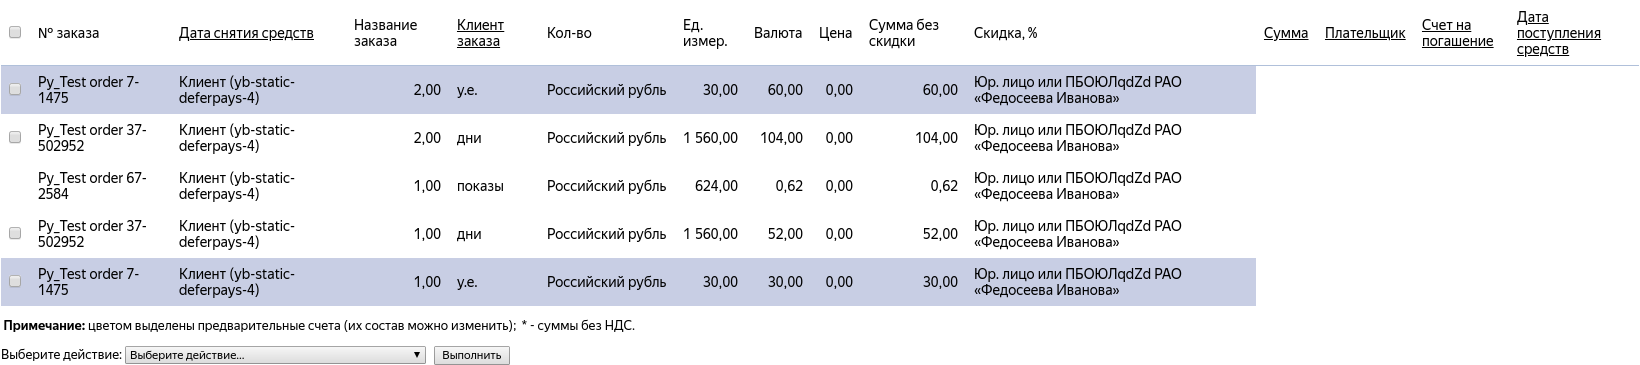 № заказа Дата снятия средств Название заказа Клиент заказа Кол-во Ед. измер. Валюта Цена Сумма без скидки Скидка, % Сумма Плательщик Счет на погашение Дата поступления средств
Py_Test order 7-1475 Клиент (yb-static-deferpays-4) 2,00 у.е. Российский рубль 30,00 60,00 0,00 60,00 Юр. лицо или ПБОЮЛqdZd РАО «Федосеева Иванова»
Py_Test order 37-502952 Клиент (yb-static-deferpays-4) 2,00 дни Российский рубль 1 560,00 104,00 0,00 104,00 Юр. лицо или ПБОЮЛqdZd РАО «Федосеева Иванова»
Py_Test order 67-2584 Клиент (yb-static-deferpays-4) 1,00 показы Российский рубль 624,00 0,62 0,00 0,62 Юр. лицо или ПБОЮЛqdZd РАО «Федосеева Иванова»
Py_Test order 37-502952 Клиент (yb-static-deferpays-4) 1,00 дни Российский рубль 1 560,00 52,00 0,00 52,00 Юр. лицо или ПБОЮЛqdZd РАО «Федосеева Иванова»
Py_Test order 7-1475 Клиент (yb-static-deferpays-4) 1,00 у.е. Российский рубль 30,00 30,00 0,00 30,00 Юр. лицо или ПБОЮЛqdZd РАО «Федосеева Иванова»
Примечание: цветом выделены предварительные счета (их состав можно изменить); * - суммы без НДС.
Выберите действие: Выберите действие... Выполнить